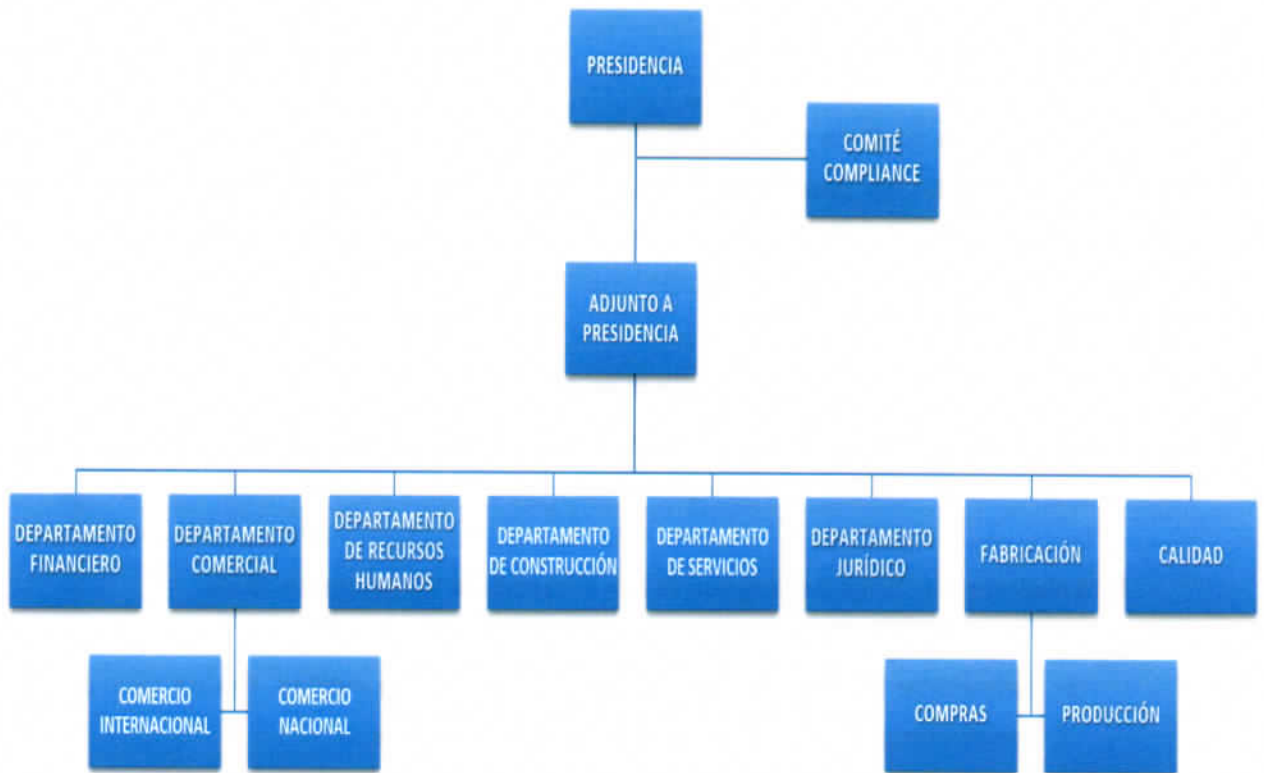 PRESIDENCIA
COMITÉ
COMPLIANCE
ADJUNTO A
PRESIDENCIA
DEPARTAMENTO
FINANCIERO
DEPARTAMENTO
COMERCIAL
DEPARTAMENTO
DE RECURSOS
HUMANOS
DEPARTAMENTO
DE CONSTRUCCIÓN
DEPARTAMENTO
DE SERVICIOS
DEPARTAMENTO
JURÍDICO
FABRICACIÓN
CALIDAD
COMERCIO
INTERNACIONAL
COMERCIO
NACIONAL
COMPRAS
PRODUCCIÓN